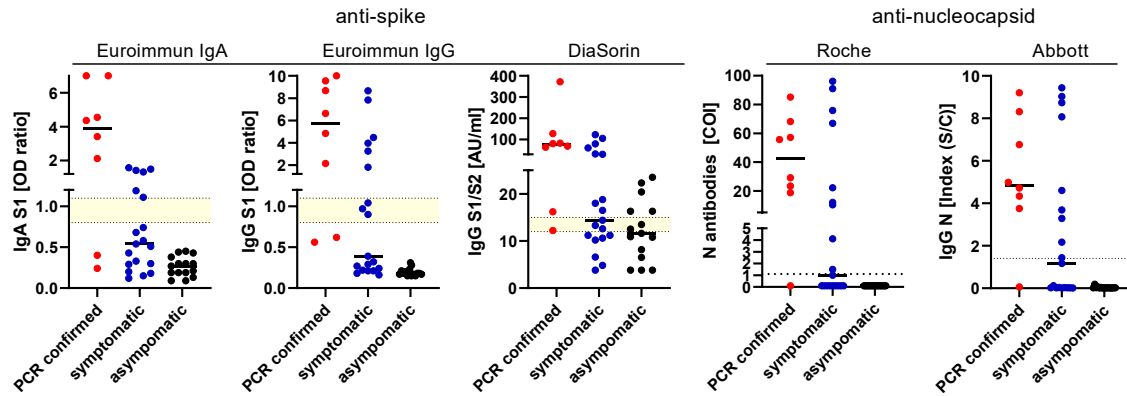 anti-spike
anti-nucleocapsid
Euroimmun IgA
Euroimmun IgG
DiaSorin
Roche
Abbott
IgA S1 [OD ratio]
6
4
2
1.0
0.5
0.0
PCR confirmed
symptomatic
asympomatic
IgG S1 [OD ratio]
10
8
6
4
2
1.0
0.5
0.0
PCR confirmed
symptomatic
asympomatic
IgG S1/S2 [AU/ml]
400
300
200
100
20
10
0
PCR confirmed
symptomatic
asympomatic
N antibodies [COI]
100
80
60
40
20
5
4
3
2
1
0
PCR confirmed
symptomatic
asympomatic
IgG N [Index (S/C)]
10
8
6
4
2
0
PCR confirmed
symptomatic
asympomatic